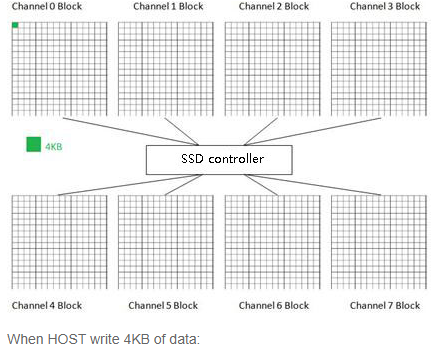 Channel 0 Block Channel 1 Block Channel 2 Block Channel 3 Block
4KB
SSD controller
Channel 4 Block Channel 5 Block Channel 6 Block Channel 7 Block
When HOST write 4KB of data: